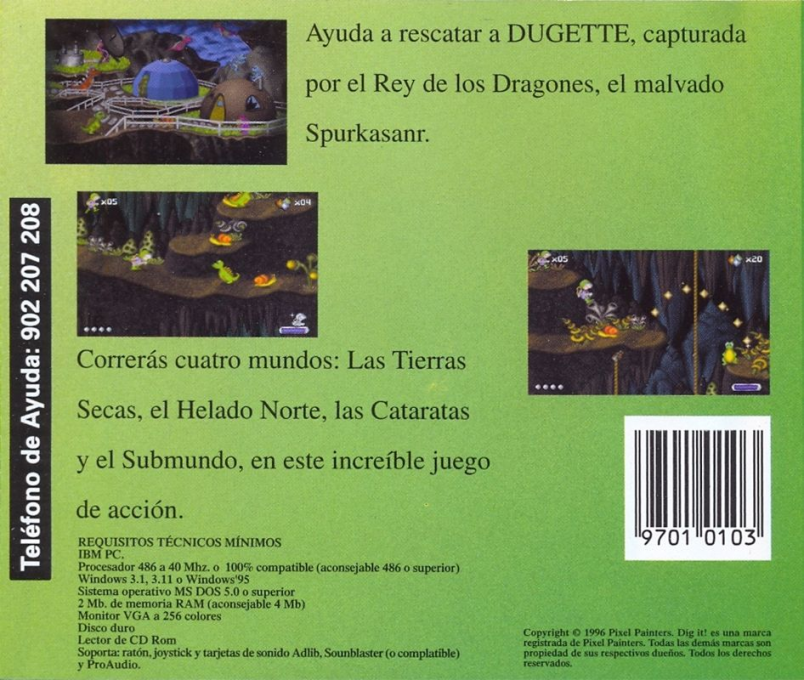 Ayuda a rescatar a DUGETTE, capturada
por el Rey de los Dragones, el malvado
Spurkasanr.
x05
x04
x05
x20
Teléfono de Ayuda: 902 207 208
Correrás cuatro mundos: Las Tierras
Secas, el Helado Norte, las Cataratas
y el Submundo, en este increíble juego
de acción.
9701 0103
REQUISITOS TÉCNICOS MÍNIMOS
IBM PC.
Procesador 486 a 40 Mhz. o 100% compatible (aconsejable 486 o superior)
Windows 3.1, 3.11 o Windows'95
Sistema operativo MS DOS 5.0 o superior
2 Mb. de memoria RAM (aconsejable 4 Mb)
Monitor VGA a 256 colores
Disco duro
Lector de CD Rom
Soporta: ratón, joystick y tarjetas de sonido Adlib, Sounblaster (o complatible)
y ProAudio.
Copyright © 1996 Pixel Painters. Dig it! es una marca
registrada de Pixel Painters. Todas las demás marcas son
propiedad de sus respectivos dueños. Todos los derechos
reservados.